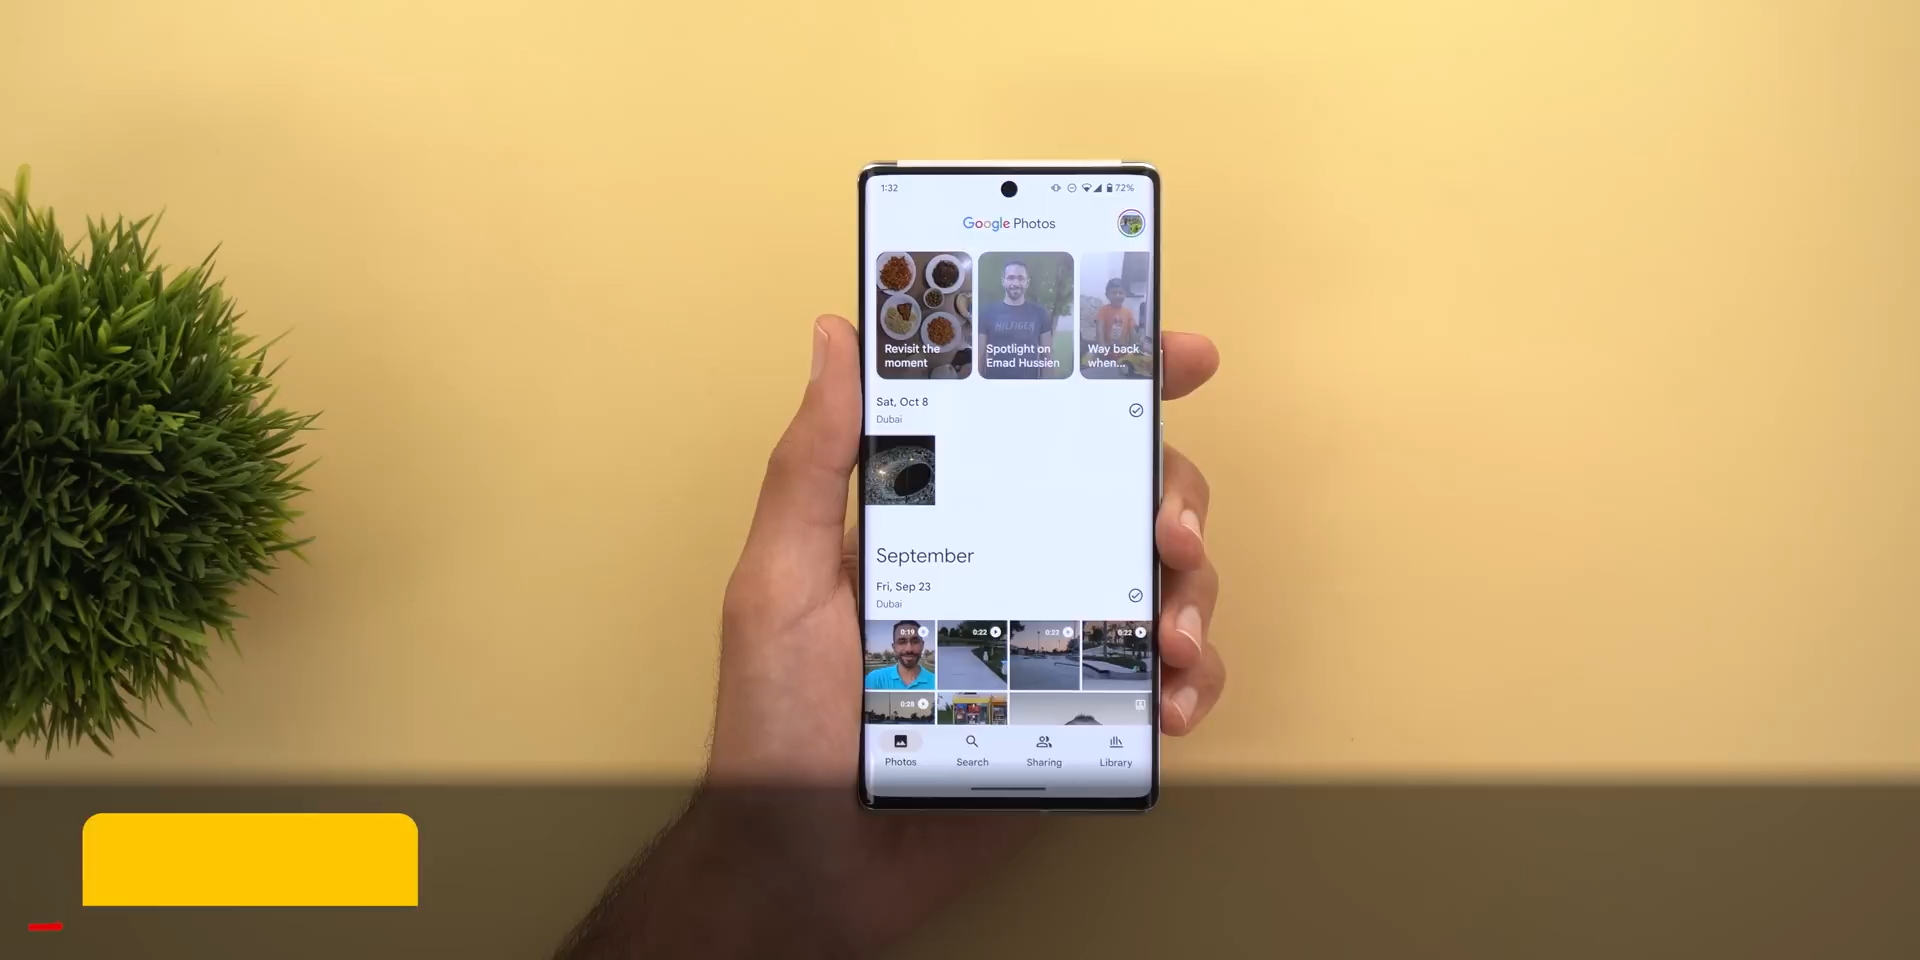 1:32
72%
Google Photos
Revisit the
moment
Spotlight on
Emad Hussien
Way back
when...
HILFIGER
Sat, Oct 8
Dubai
September
Fri, Sep 23
Dubai
0:19
0:22
0:22
0:22
0:28
Photos
Search
Sharing
Library